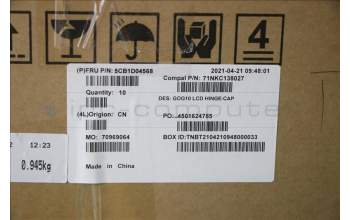 (P)FRU P/N: 5CB1D04568
2021-04-21 09:48:01
Compal P/N: 71NKC138027
Quantity: 10
DES: GOG10 LCD HINGE-CAP
(4L)Origion: CN
PO: 4501624785
MO: 70969064
BOX ID: TNBT2104210948000033
Made in China
12:23
0.945kg
4